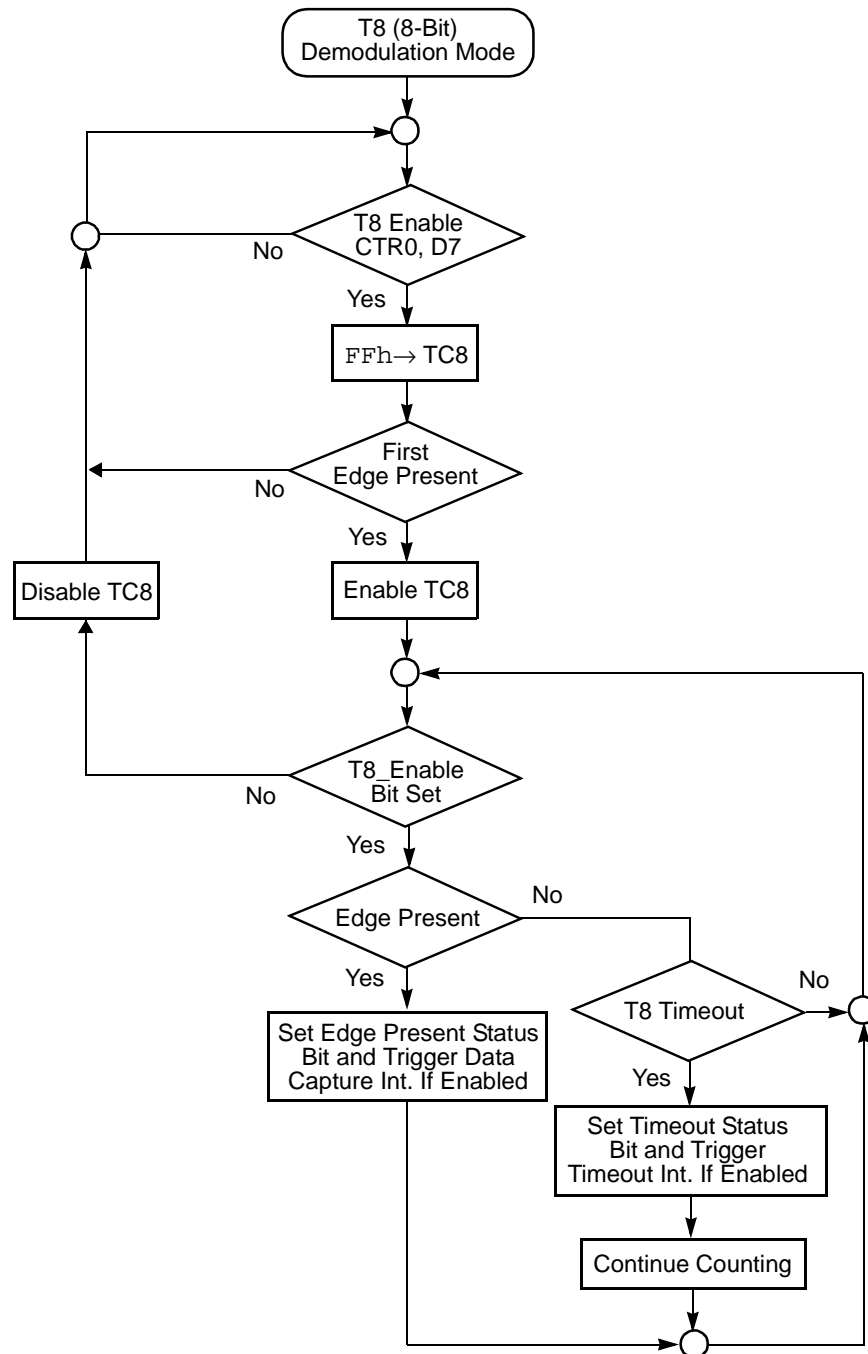 T8 (8-Bit)
Demodulation Mode
T8 Enable
CTR0, D7
No
Yes
FFh→ TC8
First
Edge Present
No
Yes
Disable TC8
Enable TC8
T8_Enable
Bit Set
No
Yes
Edge Present
No
Yes
T8 Timeout
No
Set Edge Present Status
Bit and Trigger Data
Capture Int. If Enabled
Yes
Set Timeout Status
Bit and Trigger
Timeout Int. If Enabled
Continue Counting